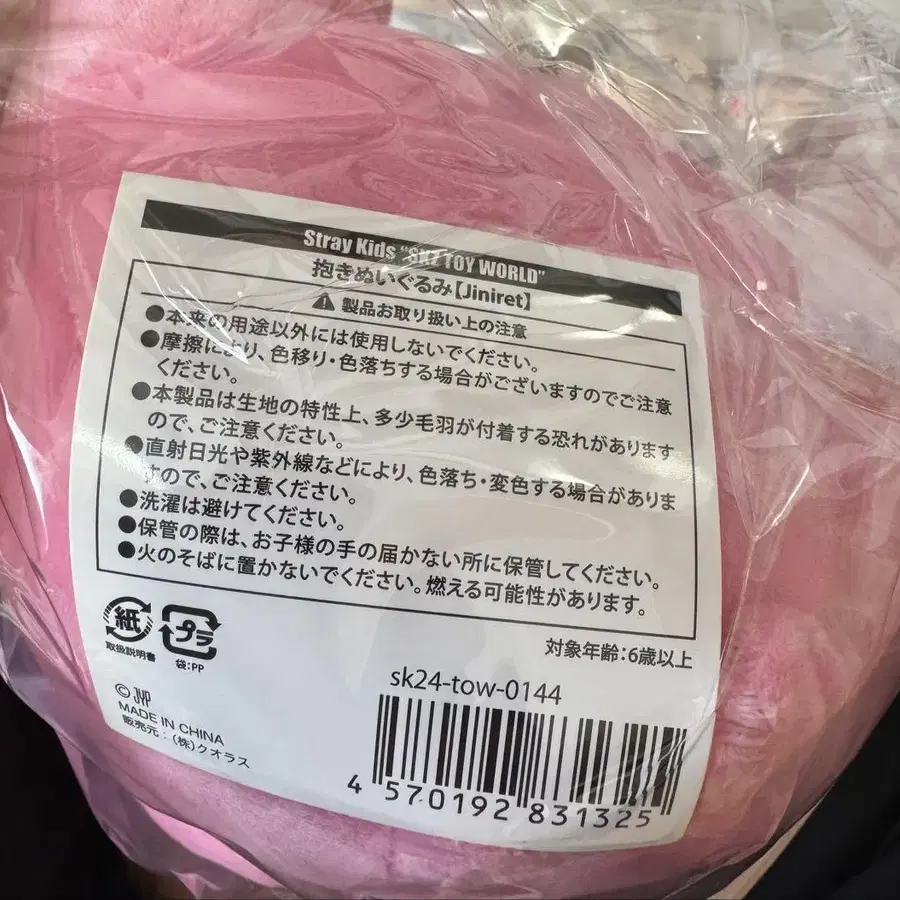 Stray Kids "SKZ TOY WORLD"
抱きぬいぐるみ【Jiniret】
製品お取り扱い上の注意
●本来の用途以外には使用しないでください。
●摩擦により、色移り・色落ちする場合がございますのでご注意
ください。
●本製品は生地の特性上、多少毛羽が付着する恐れがあります
ので、ご注意ください。
●直射日光や紫外線などにより、色落ち・変色する場合がありま
すので、ご注意ください。
●洗濯は避けてください。
●保管の際は、お子様の手の届かない所に保管してください。
●火のそばに置かないでください。燃える可能性があります。
対象年齢:6歳以上
紙
取扱説明書
プラ
袋:PP
sk24-tow-0144
© JYP
MADE IN CHINA
販売元:(株)クオラス
4 570192 831325